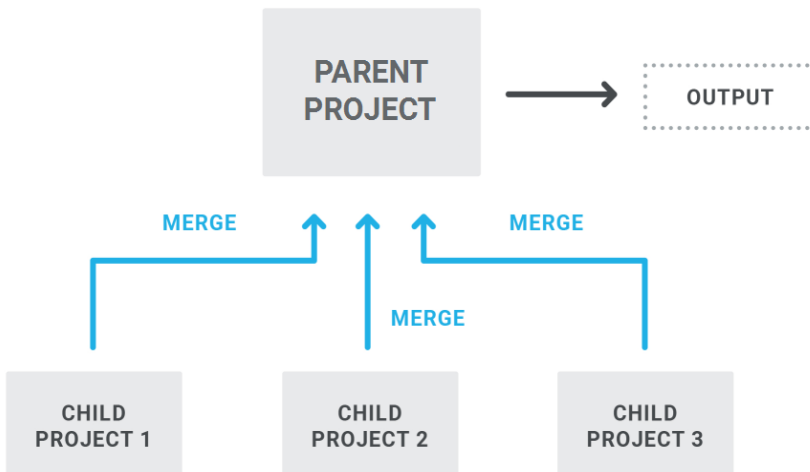 PARENT
PROJECT
OUTPUT
MERGE
MERGE
MERGE
CHILD
PROJECT 1
CHILD
PROJECT 2
CHILD
PROJECT 3